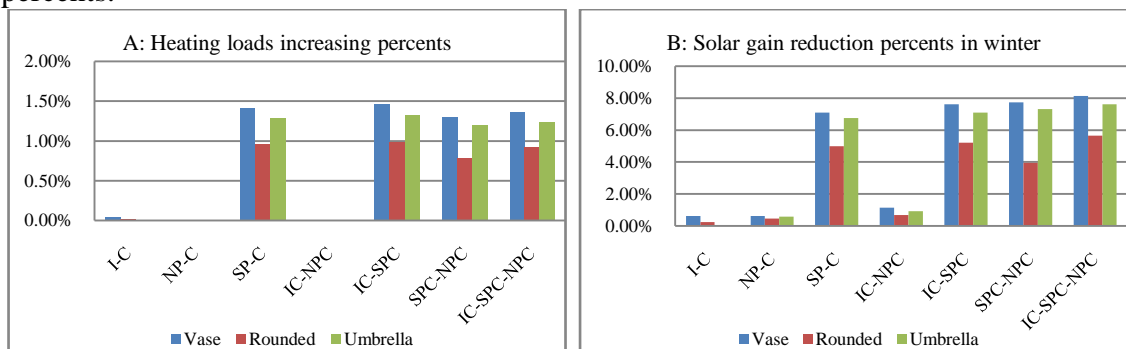 percents.
A: Heating loads increasing percents
2.00%
1.50%
1.00%
0.50%
0.00%
I-C
NP-C
SP-C
IC-NPC
IC-SPC
SPC-NPC
IC-SPC-NPC
Vase Rounded Umbrella
B: Solar gain reduction percents in winter
10.00%
8.00%
6.00%
4.00%
2.00%
0.00%
I-C
NP-C
SP-C
IC-NPC
IC-SPC
SPC-NPC
IC-SPC-NPC
Vase Rounded Umbrella